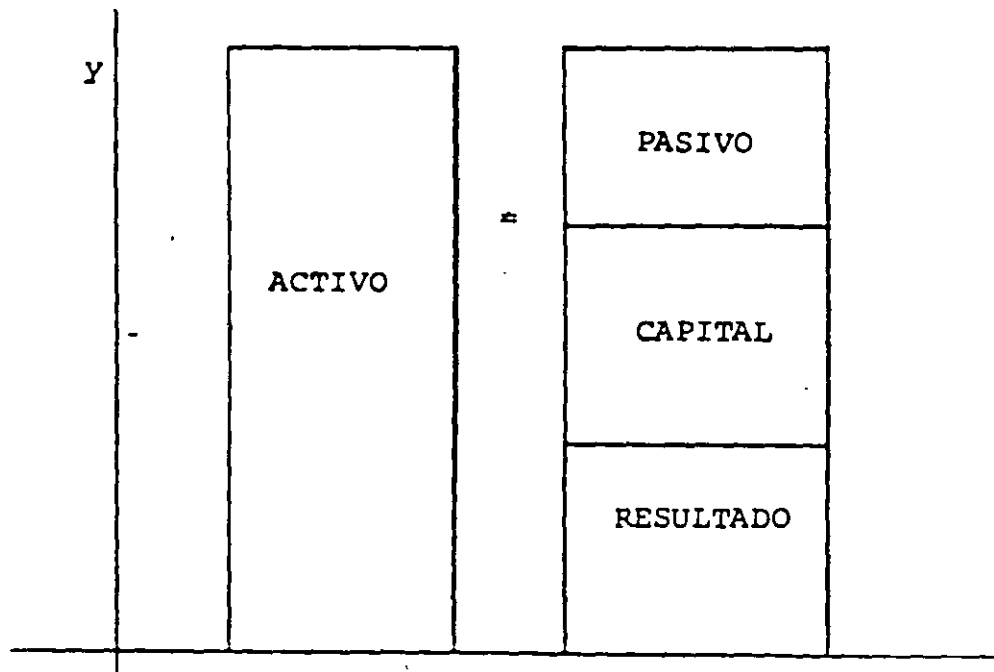 Y
ACTIVO
=
PASIVO
CAPITAL
RESULTADO